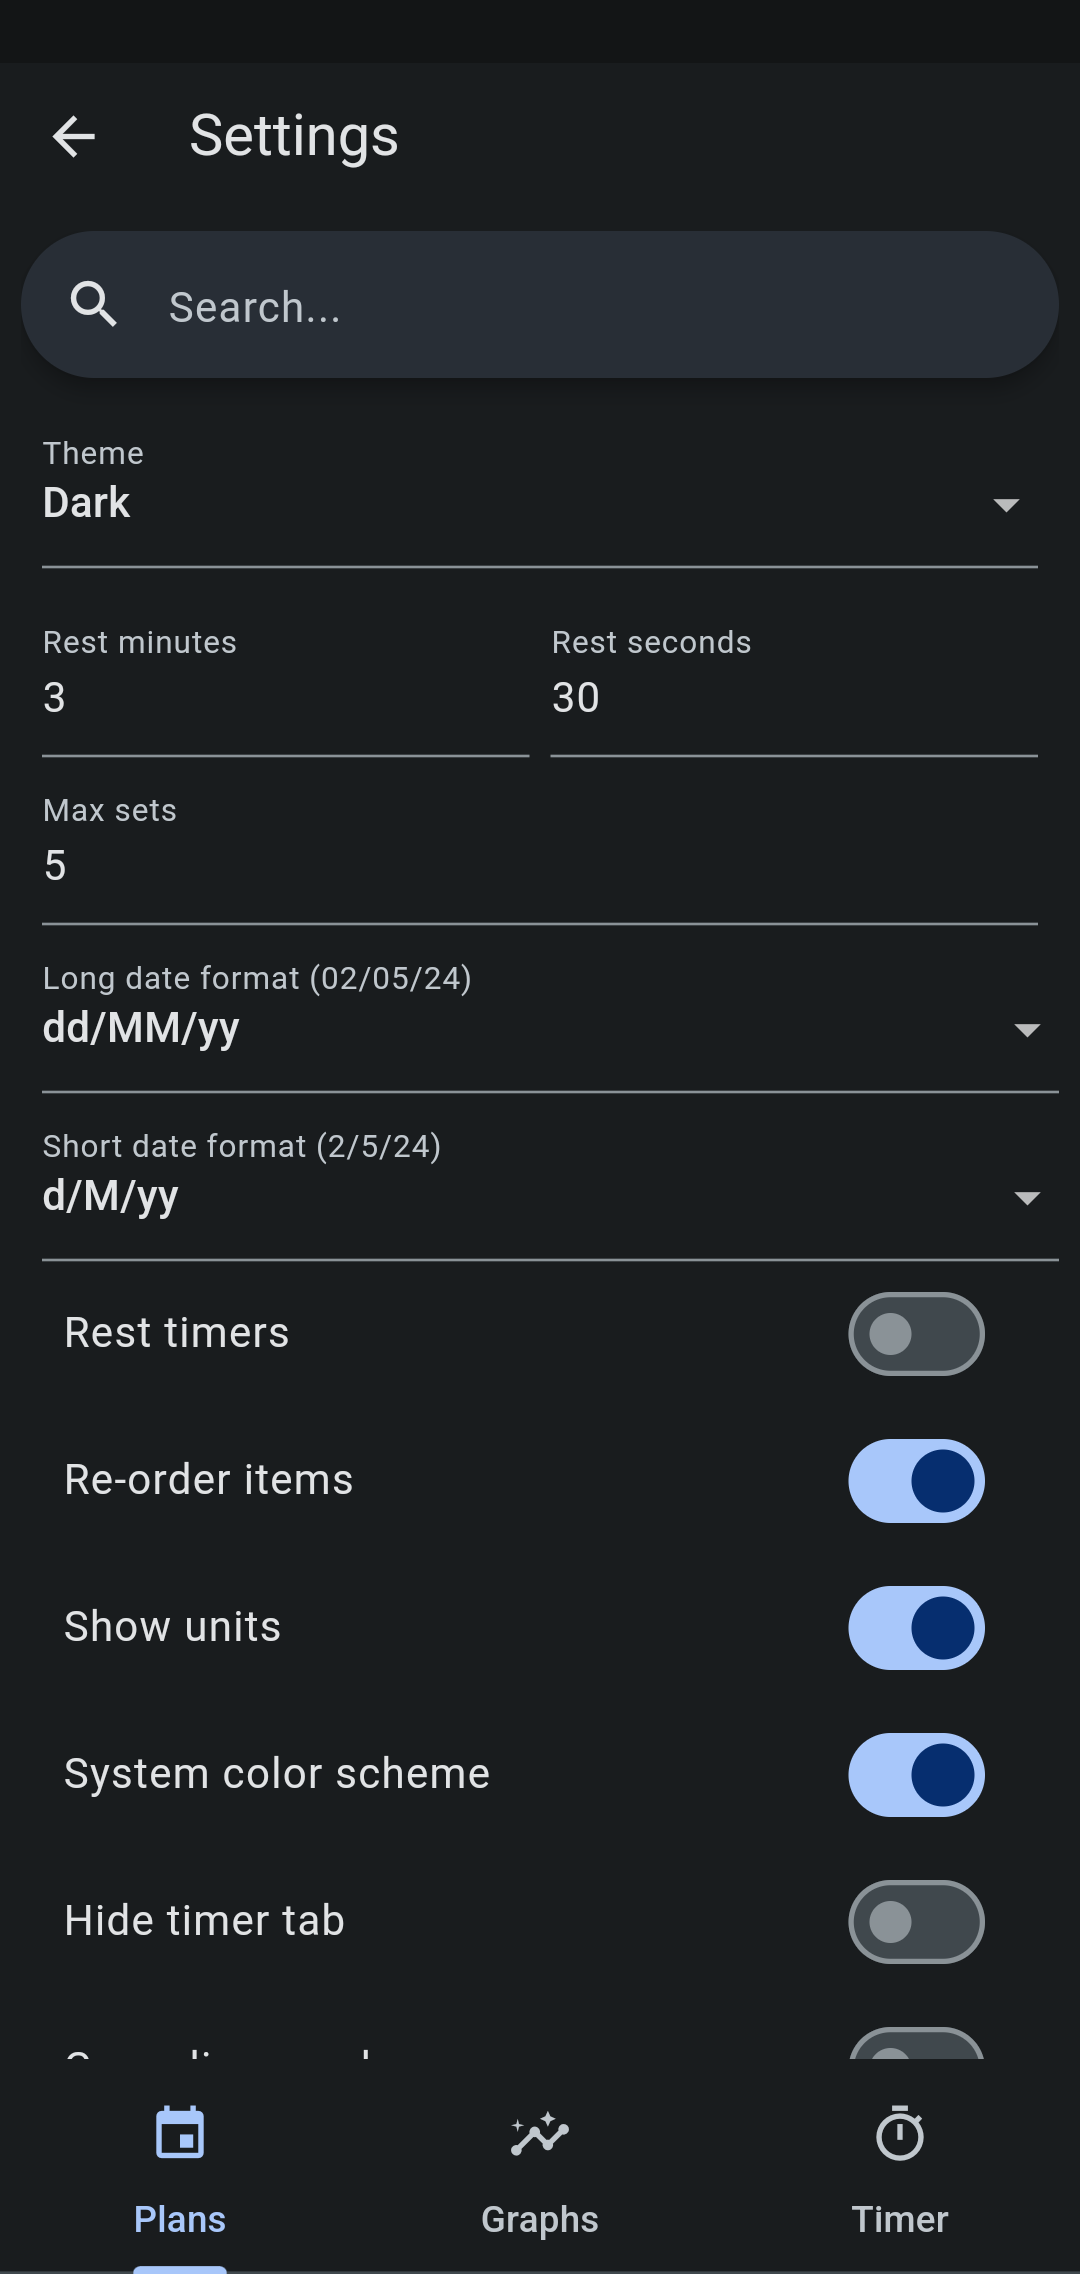 Settings
Search...
Theme
Dark
Rest minutes
Rest seconds
3
30
Max sets
5
Long date format (02/05/24)
dd/MM/yy
Short date format (2/5/24)
d/M/yy
Rest timers
Re-order items
Show units
System color scheme
Hide timer tab
Plans
Graphs
Timer